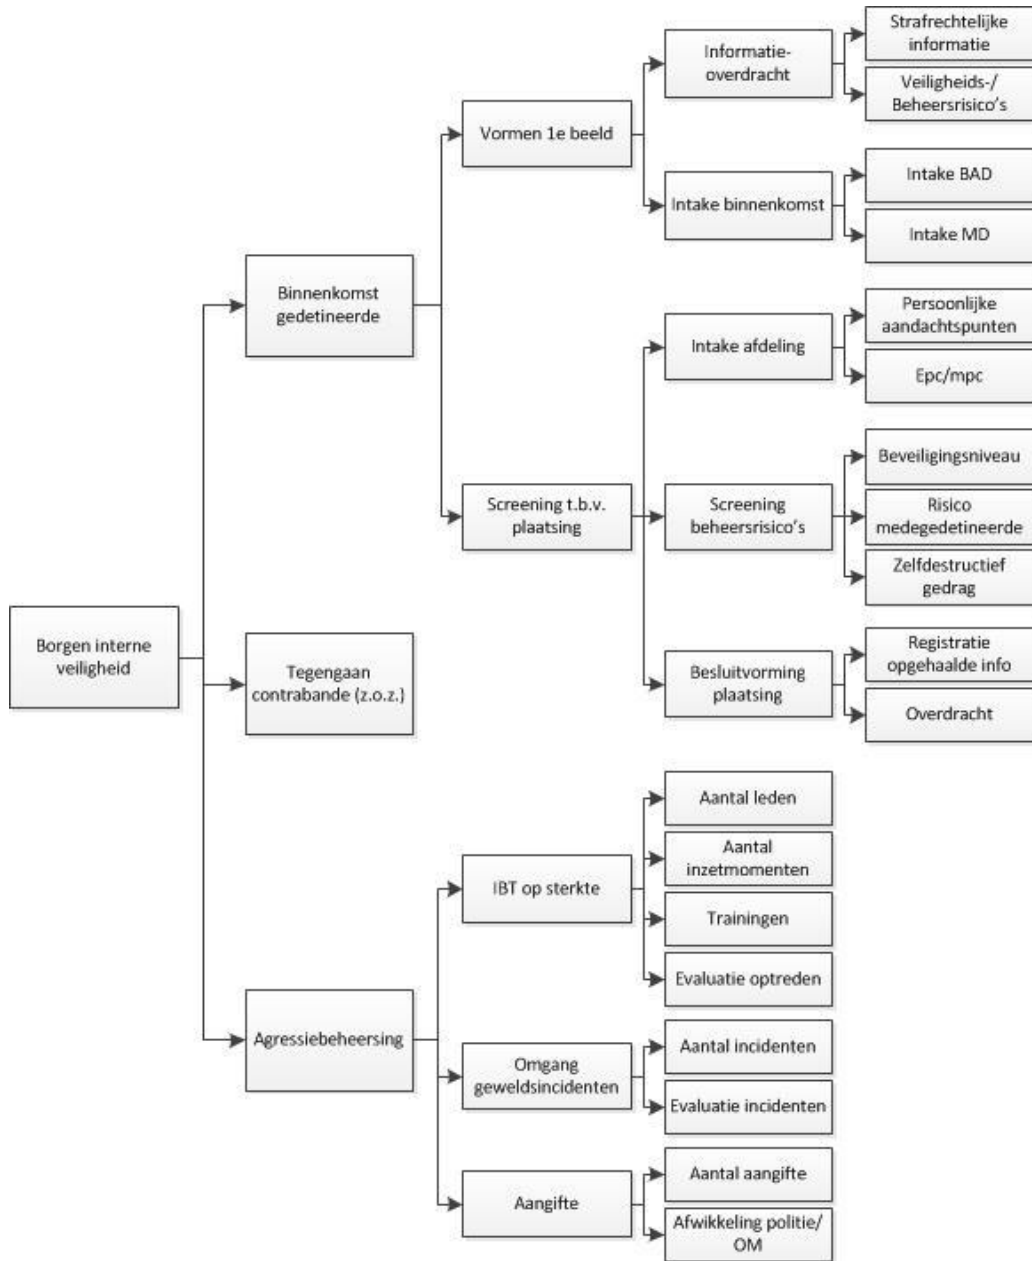 Strafrechtelijke
informatie
Informatie-
overdracht
Veiligheids-/
Beheersrisico's
Vormen 1e beeld
Intake BAD
Intake binnenkomst
Intake MD
Binnenkomst
gedetineerde
Persoonlijke
aandachtspunten
Intake afdeling
Epc/mpc
Beveiligingsniveau
Screening t.b.v.
plaatsing
Screening
beheersrisico's
Risico
medegedetineerde
Zelfdestructief
gedrag
Borgen interne
veiligheid
Registratie
opgehaalde info
Tegengaan
contrabande (z.o.z.)
Besluitvorming
plaatsing
Overdracht
Aantal leden
Aantal
inzetmomenten
IBT op sterkte
Trainingen
Evaluatie optreden
Agressiebeheersing
Aantal incidenten
Omgang
geweldsincidenten
Evaluatie incidenten
Aantal aangifte
Aangifte
Afwikkeling politie/
OM